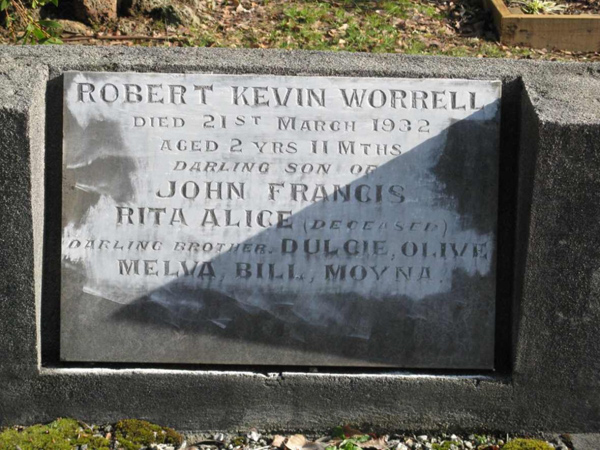 ROBERT KEVIN WORRELL
DIED 21ST MARCH 1932
AGED 2 YRS 11 MTHS
DARLING SON OF
JOHN FRANCIS
RITA ALICE (DECEASED)
DARLING BROTHER. DULCIE, OLIVE
MELVA, BILL, MOYNA.